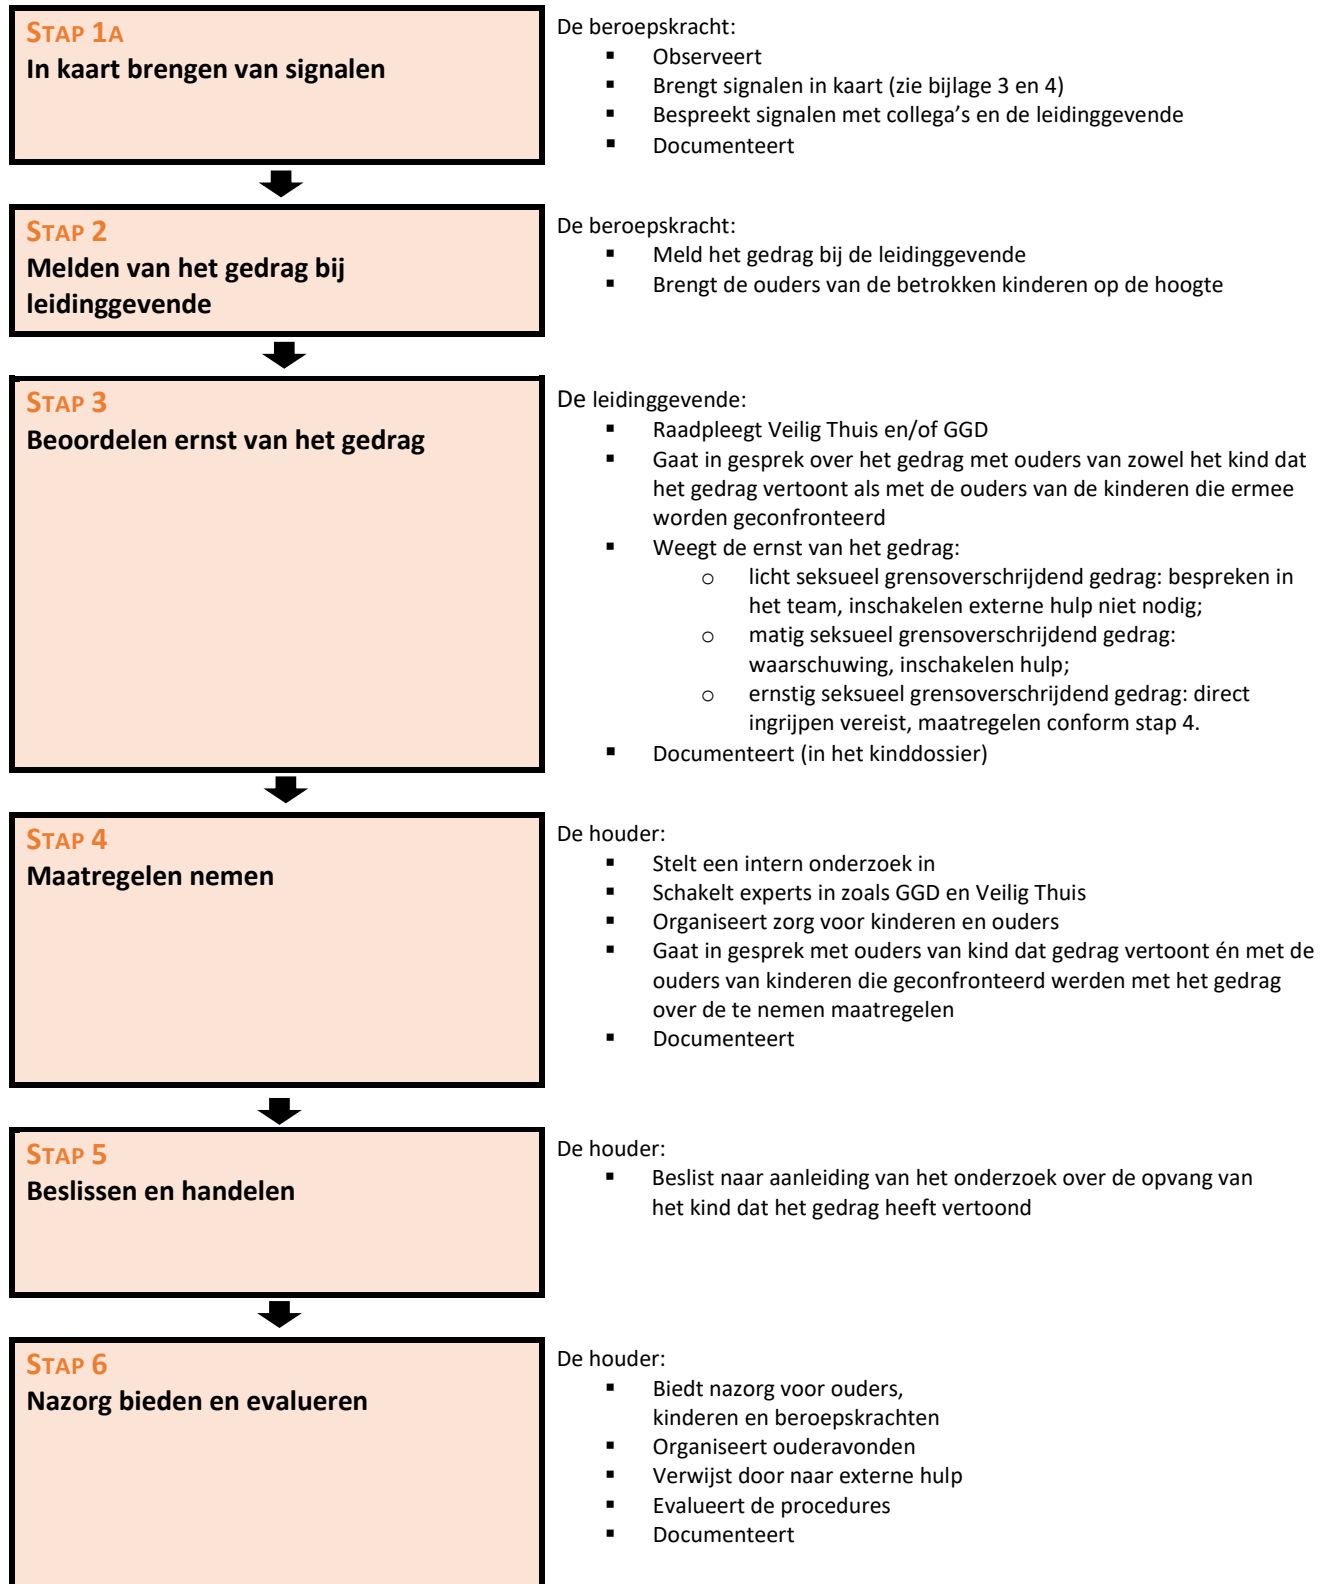 STAP 1A
In kaart brengen van signalen
De beroepskracht:
▪ Observeert
▪ Brengt signalen in kaart (zie bijlage 3 en 4)
▪ Bespreekt signalen met collega’s en de leidinggevende
▪ Documenteert
STAP 2
Melden van het gedrag bij
leidinggevende
De beroepskracht:
▪ Meld het gedrag bij de leidinggevende
▪ Brengt de ouders van de betrokken kinderen op de hoogte
STAP 3
Beoordelen ernst van het gedrag
De leidinggevende:
▪ Raadpleegt Veilig Thuis en/of GGD
▪ Gaat in gesprek over het gedrag met ouders van zowel het kind dat
het gedrag vertoont als met de ouders van de kinderen die ermee
worden geconfronteerd
▪ Weegt de ernst van het gedrag:
o licht seksueel grensoverschrijdend gedrag: bespreken in
het team, inschakelen externe hulp niet nodig;
o matig seksueel grensoverschrijdend gedrag:
waarschuwing, inschakelen hulp;
o ernstig seksueel grensoverschrijdend gedrag: direct
ingrijpen vereist, maatregelen conform stap 4.
▪ Documenteert (in het kinddossier)
STAP 4
Maatregelen nemen
De houder:
▪ Stelt een intern onderzoek in
▪ Schakelt experts in zoals GGD en Veilig Thuis
▪ Organiseert zorg voor kinderen en ouders
▪ Gaat in gesprek met ouders van kind dat gedrag vertoont én met de
ouders van kinderen die geconfronteerd werden met het gedrag
over de te nemen maatregelen
▪ Documenteert
STAP 5
Beslissen en handelen
De houder:
▪ Beslist naar aanleiding van het onderzoek over de opvang van
het kind dat het gedrag heeft vertoond
STAP 6
Nazorg bieden en evalueren
De houder:
▪ Biedt nazorg voor ouders,
kinderen en beroepskrachten
▪ Organiseert ouderavonden
▪ Verwijst door naar externe hulp
▪ Evalueert de procedures
▪ Documenteert